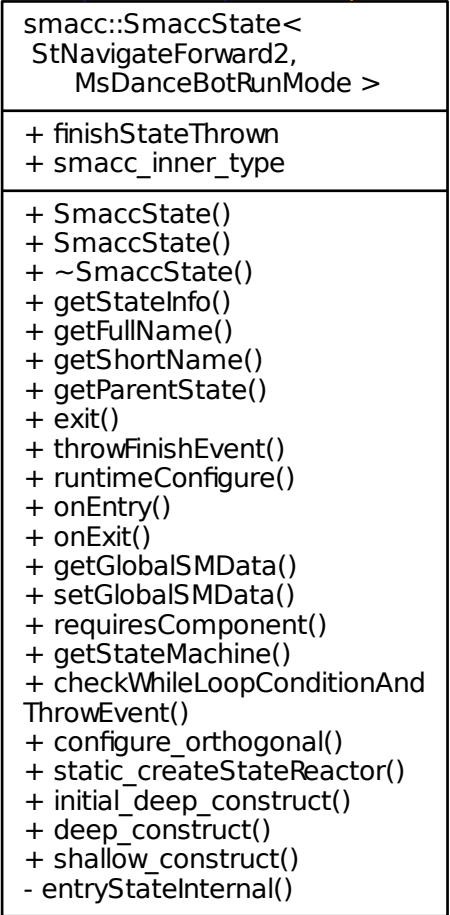 smacc::SmaccState<
StNavigateForward2,
MsDanceBotRunMode >
+ finishStateThrown
+ smacc_inner_type
+ SmaccState()
+ SmaccState()
+ ~SmaccState()
+ getStateInfo()
+ getFullName()
+ getShortName()
+ getParentState()
+ exit()
+ throwFinishEvent()
+ runtimeConfigure()
+ onEntry()
+ onExit()
+ getGlobalSMData()
+ setGlobalSMData()
+ requiresComponent()
+ getStateMachine()
+ checkWhileLoopConditionAnd
ThrowEvent()
+ configure_orthogonal()
+ static_createStateReactor()
+ initial_deep_construct()
+ deep_construct()
+ shallow_construct()
- entryStateInternal()